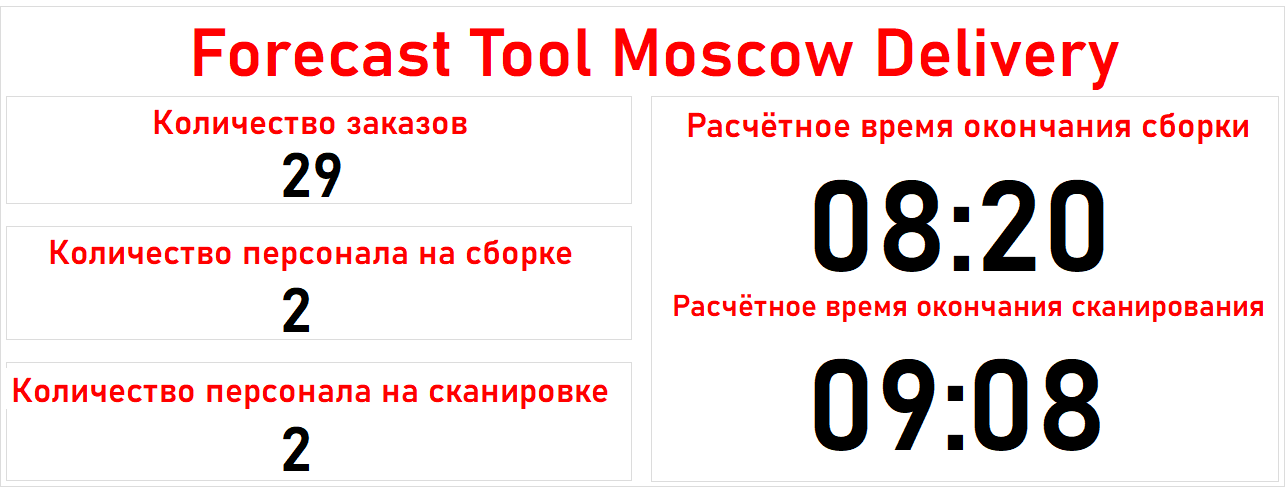 Forecast Tool Moscow Delivery
Количество заказов
29
Количество персонала на сборке
2
Количество персонала на сканировке
2
Расчётное время окончания сборки
08:20
Расчётное время окончания сканирования
09:08